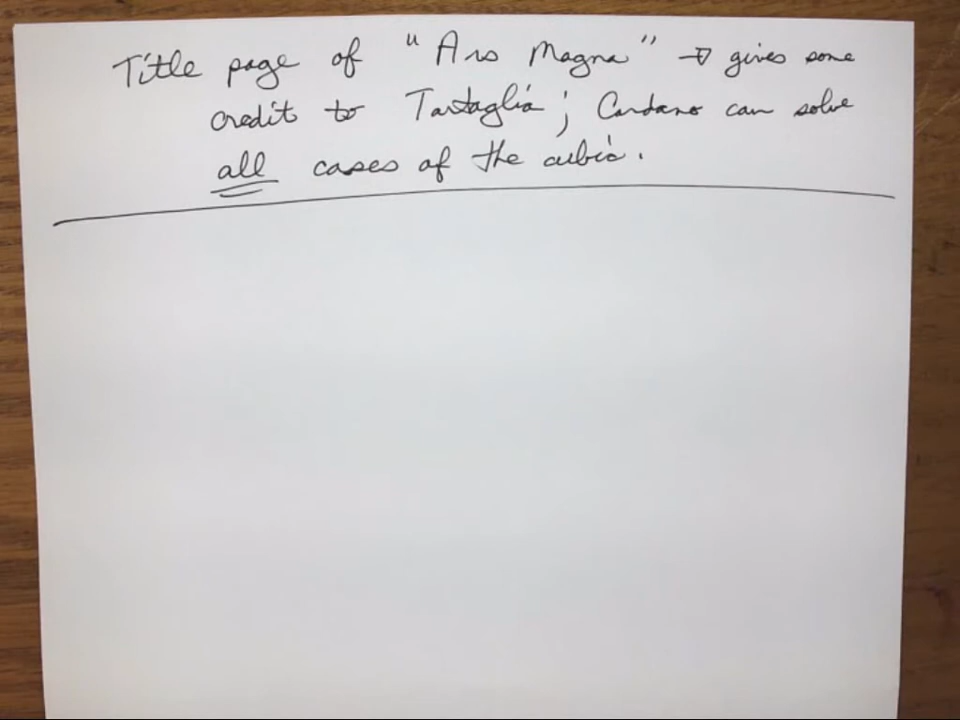 Title page of "Ars Magna" → gives some
credit to Tartaglia; Cardano can solve
all cases of the cubic.